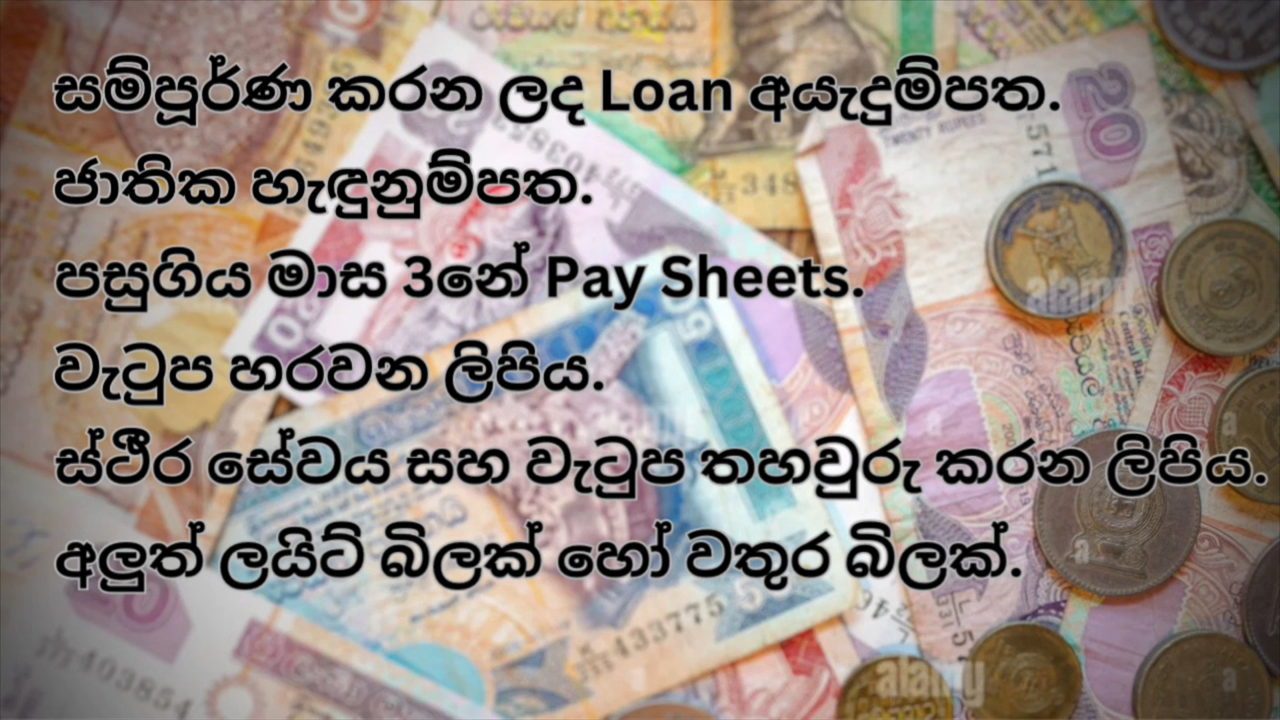 සම්පූර්ණ කරන ලද Loan අයැදුම්පත.
ජාතික හැඳුනුම්පත.
පසුගිය මාස 3නේ Pay Sheets.
වැටුප හරවන ලිපිය.
ස්ථීර සේවය සහ වැටුප තහවුරු කරන ලිපිය.
අලුත් ලයිට් බිලක් හෝ වතුර බිලක්.